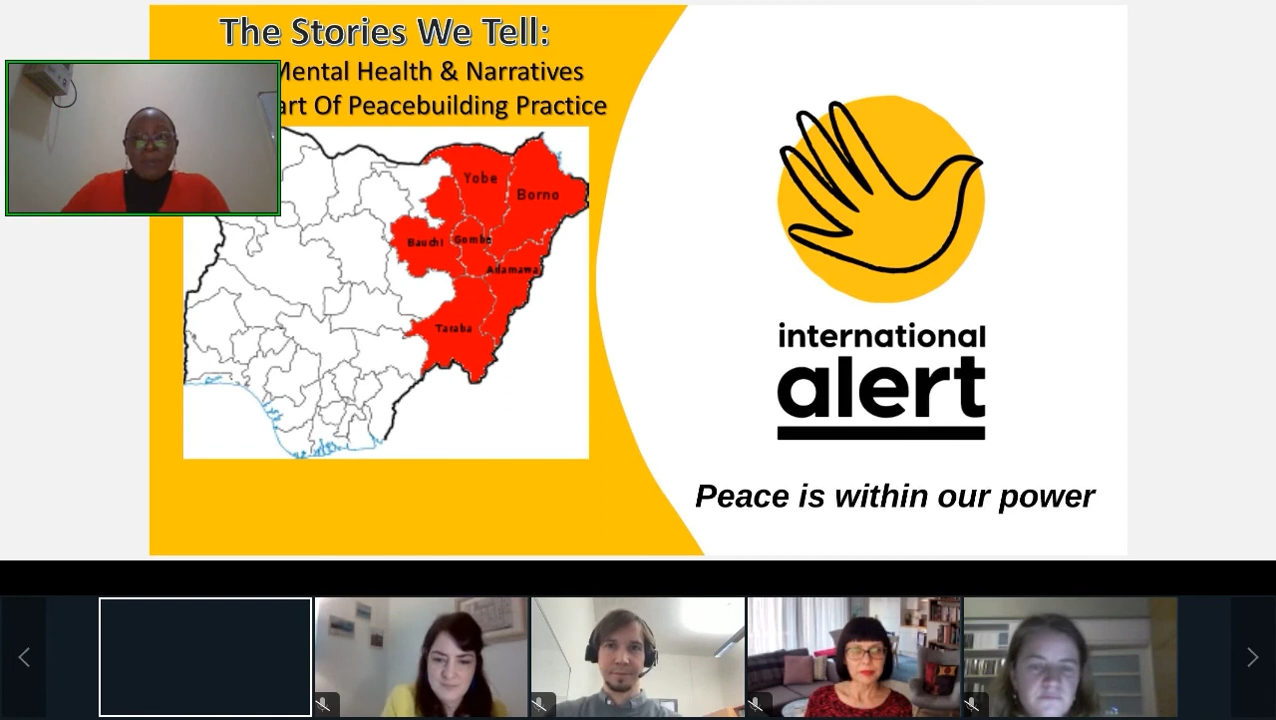 The Stories We Tell:
Mental Health & Narratives
art Of Peacebuilding Practice
Yobe
Borno
Bauchi
Gombe
Adamawa
Taraba
international
alert
Peace is within our power